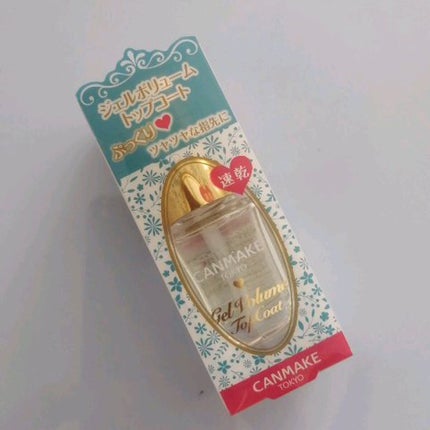 ジェルボリューム
トップコート
ぷっくり♥
ツヤツヤな指先に
速乾
CANMAKE
TOKYO
Gel Volume
Top Coat
CANMAKE
TOKYO